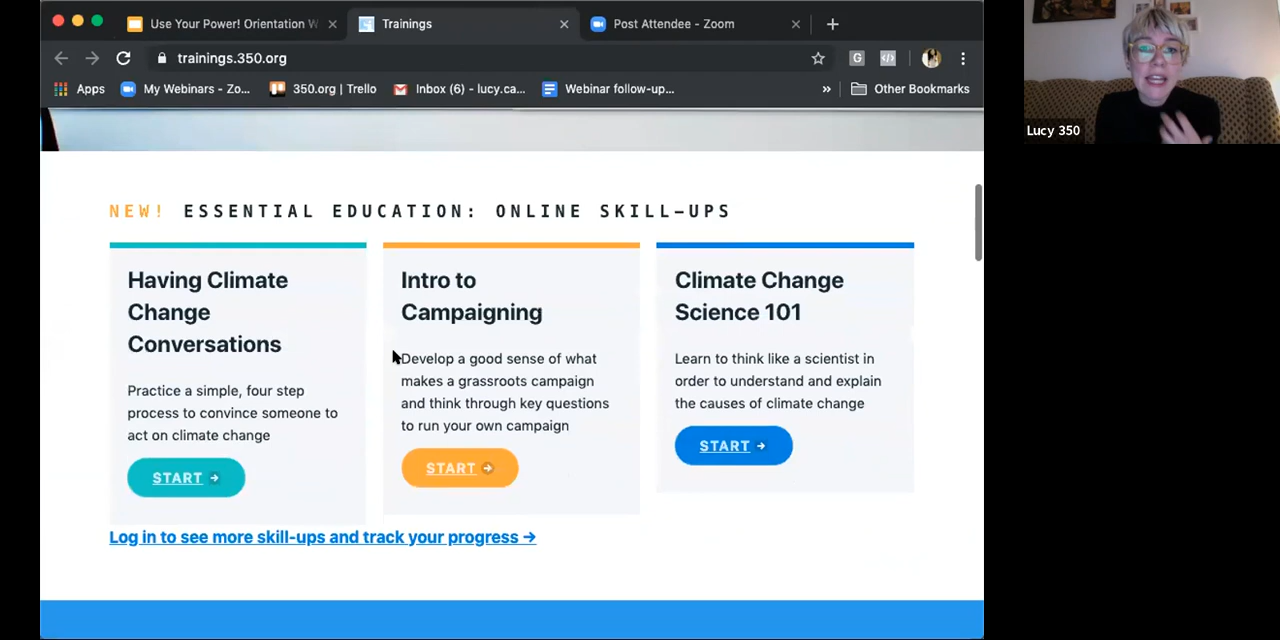 Use Your Power! Orientation W
Trainings
Post Attendee - Zoom
trainings.350.org
G
Apps
My Webinars - Zo...
350.org | Trello
Inbox (6) - lucy.ca...
Webinar follow-up...
»
Other Bookmarks
Lucy 350
NEW! ESSENTIAL EDUCATION: ONLINE SKILL-UPS
Having Climate
Change
Conversations
Practice a simple, four step
process to convince someone to
act on climate change
START →
Intro to
Campaigning
Develop a good sense of what
makes a grassroots campaign
and think through key questions
to run your own campaign
START →
Climate Change
Science 101
Learn to think like a scientist in
order to understand and explain
the causes of climate change
START →
Log in to see more skill-ups and track your progress →